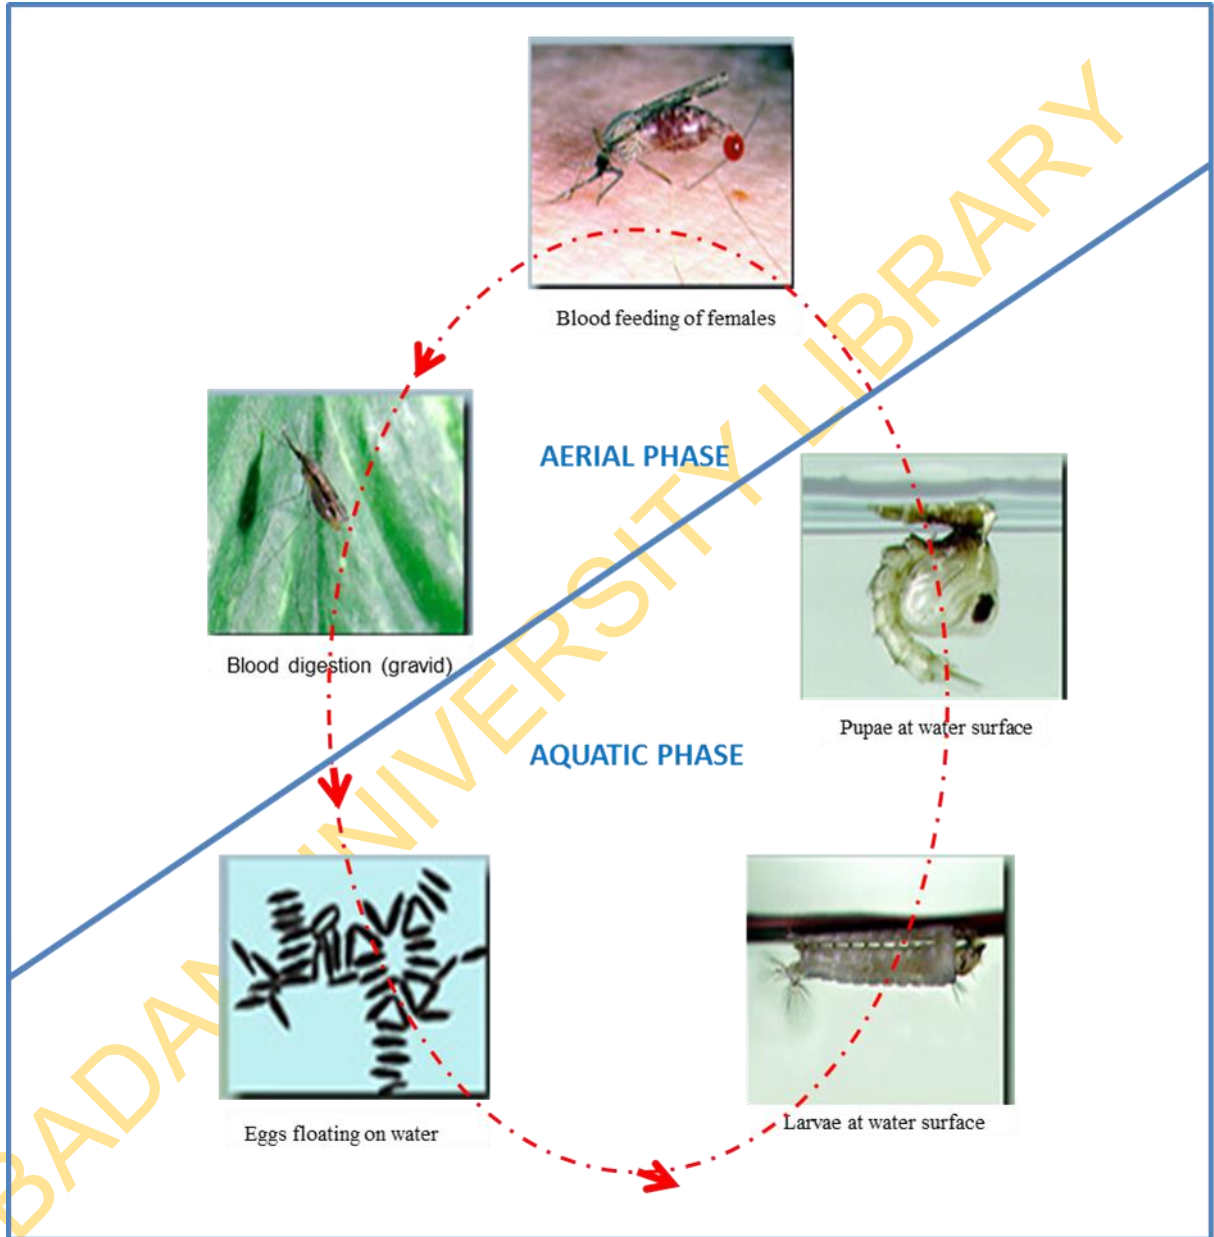 Blood feeding of females
AERIAL PHASE
Blood digestion (gravid)
Pupae at water surface
AQUATIC PHASE
Eggs floating on water
Larvae at water surface
BADAN UNIVERSITY LIBRARY